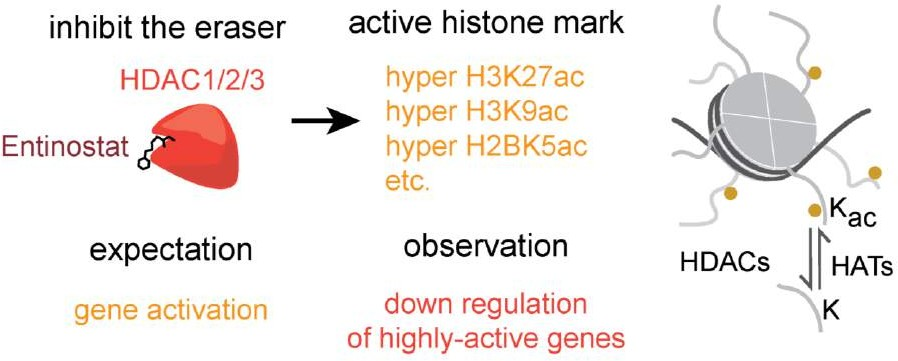 inhibit the eraser
HDAC1/2/3
Entinostat
active histone mark
hyper H3K27ac
hyper H3K9ac
hyper H2BK5ac
etc.
expectation
gene activation
observation
down regulation
of highly-active genes
Kac
HDACs
HATs
K